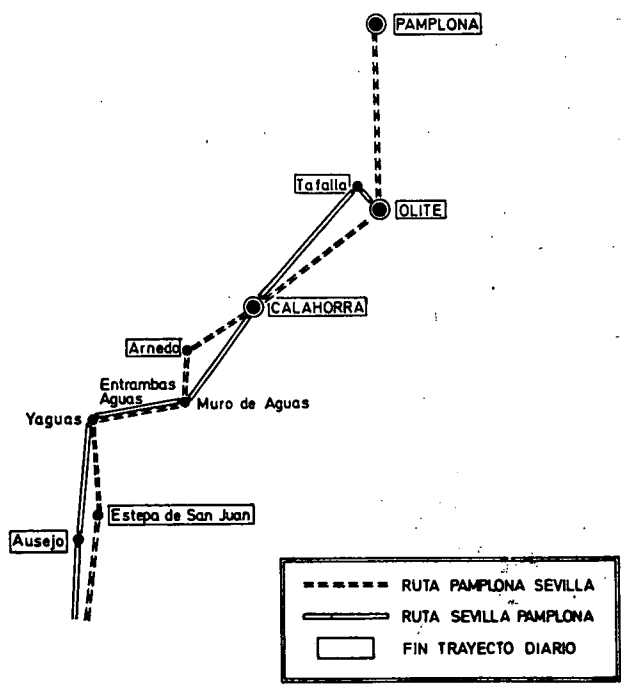 PAMPLONA
Tafalla
OLITE
CALAHORRA
Arnedo
Entrambas
Aguas
Muro de Aguas
Yaguas
Estepa de San Juan
Ausejo
RUTA PAMPLONA SEVILLA
RUTA SEVILLA PAMPLONA
FIN TRAYECTO DIARIO